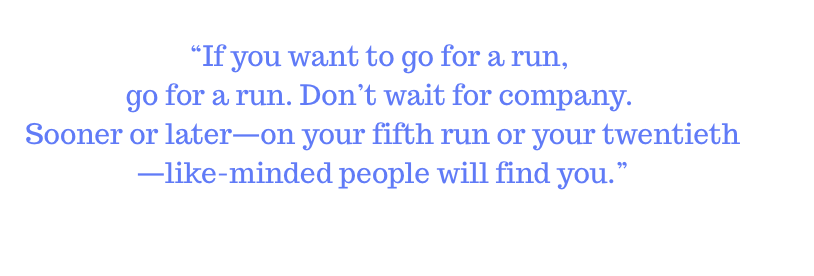 “If you want to go for a run,
go for a run. Don’t wait for company.
Sooner or later—on your fifth run or your twentieth
—like-minded people will find you.”